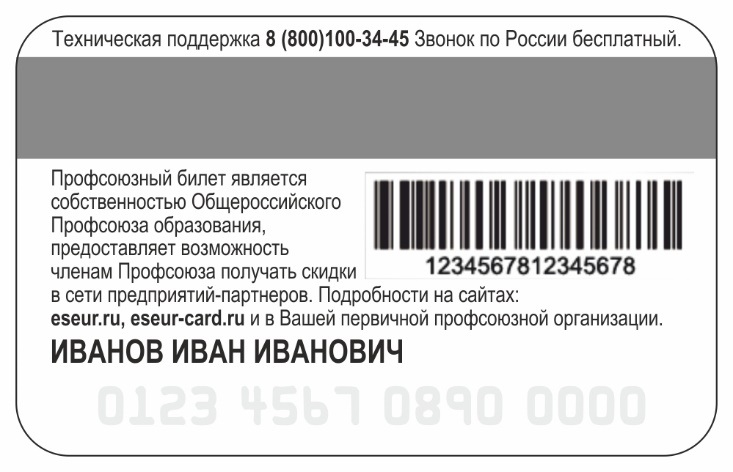 Техническая поддержка 8 (800)100-34-45 Звонок по России бесплатный.
Профсоюзный билет является
собственностью Общероссийского
Профсоюза образования,
предоставляет возможность
членам Профсоюза получать скидки
в сети предприятий-партнеров. Подробности на сайтах:
eseur.ru, eseur-card.ru и в Вашей первичной профсоюзной организации.
1234567812345678
ИВАНОВ ИВАН ИВАНОВИЧ
0123 4567 0890 0000